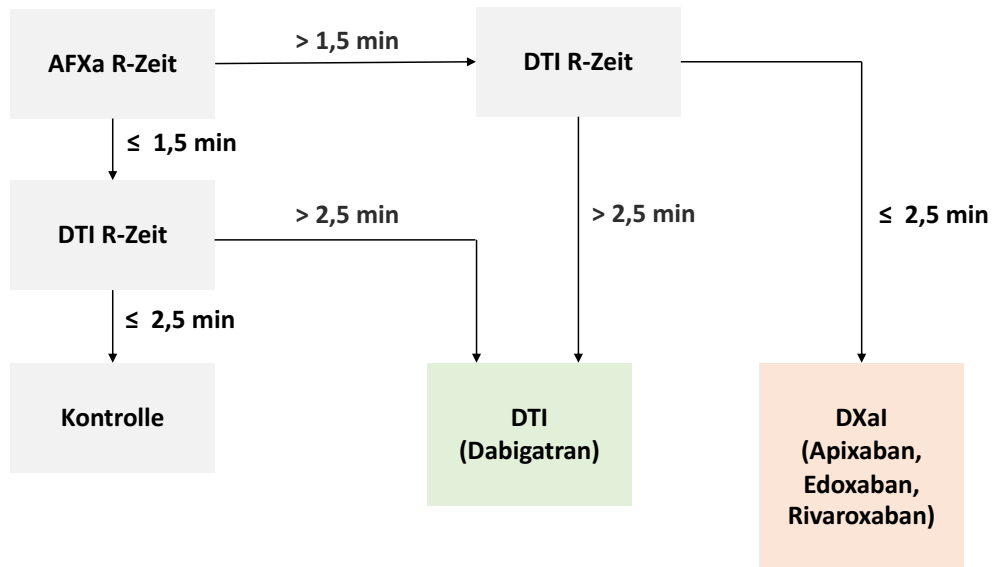 AFXa R-Zeit
> 1,5 min
DTI R-Zeit
≤ 1,5 min
DTI R-Zeit
> 2,5 min
> 2,5 min
≤ 2,5 min
≤ 2,5 min
Kontrolle
DTI
(Dabigatran)
DXaI
(Apixaban,
Edoxaban,
Rivaroxaban)